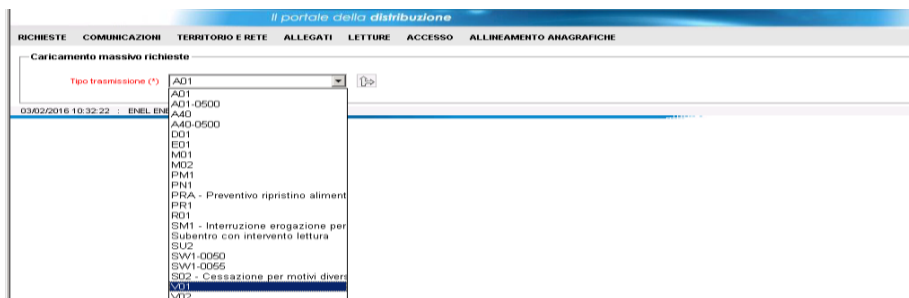 Il portale della distribuzione
RICHIESTE COMUNICAZIONI TERRITORIO E RETE ALLEGATI LETTURE ACCESSO ALLINEAMENTO ANAGRAFICHE
Caricamento massivo richieste
Tipo trasmissione (*) A01
A01
A01-0500
03/02/2016 10:32:22 : ENEL ENE
A40
A40-0500
D01
E01
M01
M02
PM1
PN1
PRA - Preventivo ripristino aliment
PR1
R01
SM1 - Interruzione erogazione per
Subentro con intervento lettura
SU2
SW1-0050
SW1-0055
S02 - Cessazione per motivi divers
V01
V02